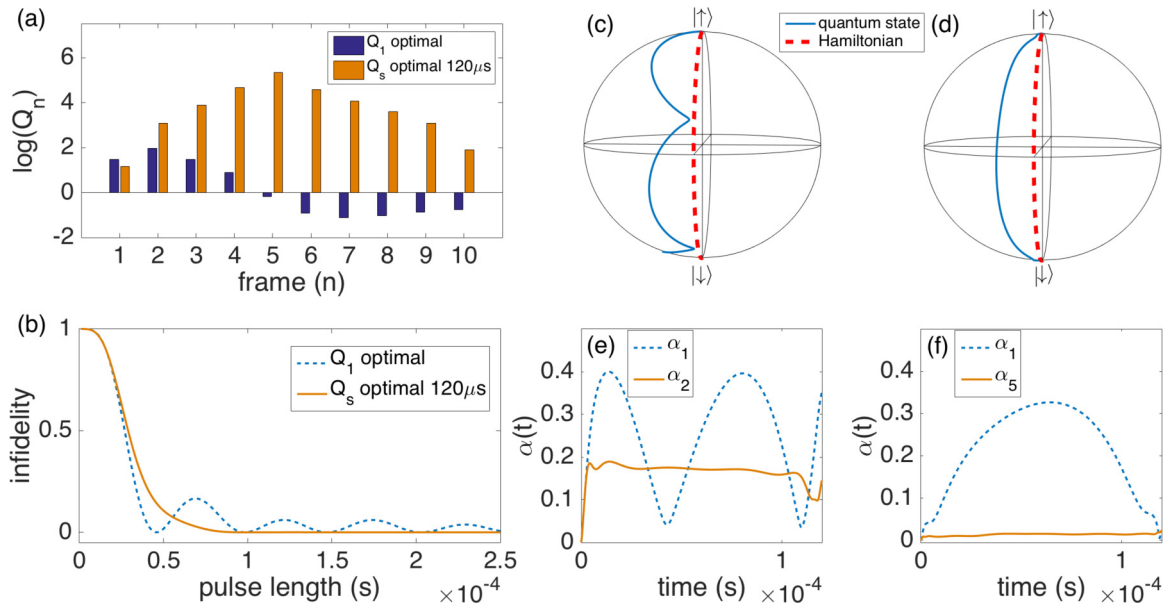 (a)
Q1 optimal
Qs optimal 120μs
log(Qn)
6
4
2
0
-2
1 2 3 4 5 6 7 8 9 10
frame (n)
(b)
Q1 optimal
Qs optimal 120μs
infidelity
1
0.5
0
0 0.5 1 1.5 2 2.5
pulse length (s) ×10⁻⁴
(c)
|↑⟩
|↓⟩
quantum state
Hamiltonian
(d)
|↑⟩
|↓⟩
(e)
α1
α2
α(t)
0.4
0.3
0.2
0.1
0
0 1
time (s) ×10⁻⁴
(f)
α1
α5
α(t)
0.4
0.3
0.2
0.1
0
0 1
time (s) ×10⁻⁴